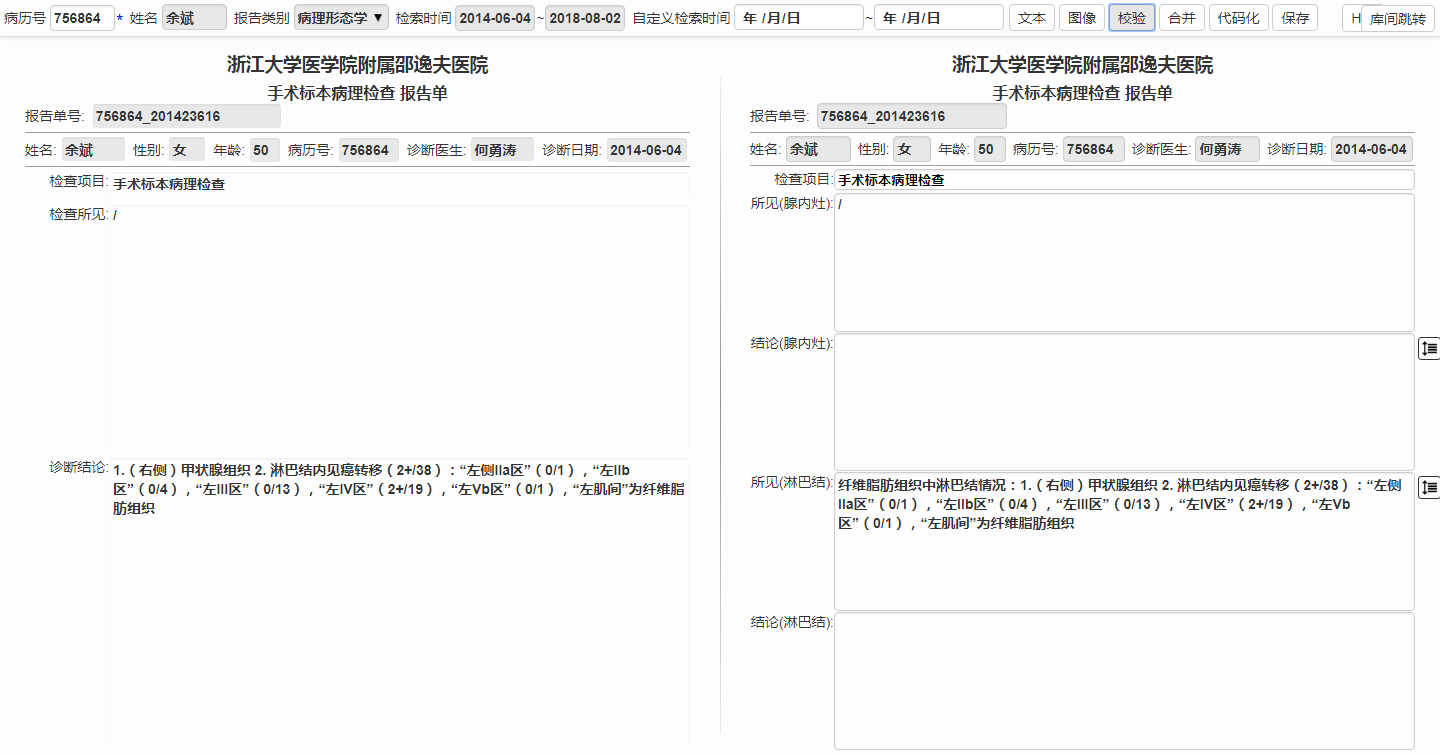 病历号 756864 * 姓名 余斌 报告类别 病理形态学 ▼ 检索时间 2014-06-04 ~ 2018-08-02 自定义检索时间 年 /月/日 ~ 年 /月/日 文本 图像 校验 合并 代码化 保存 H 库间跳转
浙江大学医学院附属邵逸夫医院
手术标本病理检查 报告单
报告单号: 756864_201423616
姓名: 余斌 性别: 女 年龄: 50 病历号: 756864 诊断医生: 何勇涛 诊断日期: 2014-06-04
检查项目: 手术标本病理检查
检查所见: /
诊断结论: 1.（右侧）甲状腺组织 2. 淋巴结内见癌转移（2+/38）：“左侧IIa区”（0/1），“左IIb
区”（0/4），“左III区”（0/13），“左IV区”（2+/19），“左Vb区”（0/1），“左肌间”为纤维脂
肪组织
浙江大学医学院附属邵逸夫医院
手术标本病理检查 报告单
报告单号: 756864_201423616
姓名: 余斌 性别: 女 年龄: 50 病历号: 756864 诊断医生: 何勇涛 诊断日期: 2014-06-04
检查项目: 手术标本病理检查
所见(腺内灶): /
结论(腺内灶):
所见(淋巴结): 纤维脂肪组织中淋巴结情况：1.（右侧）甲状腺组织 2. 淋巴结内见癌转移（2+/38）：“左侧
IIa区”（0/1），“左IIb区”（0/4），“左III区”（0/13），“左IV区”（2+/19），“左Vb
区”（0/1），“左肌间”为纤维脂肪组织
结论(淋巴结):